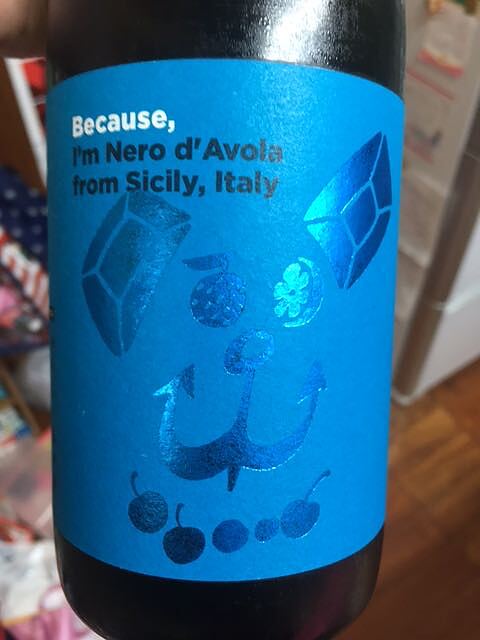 Because,
I'm Nero d'Avola
from Sicily, Italy